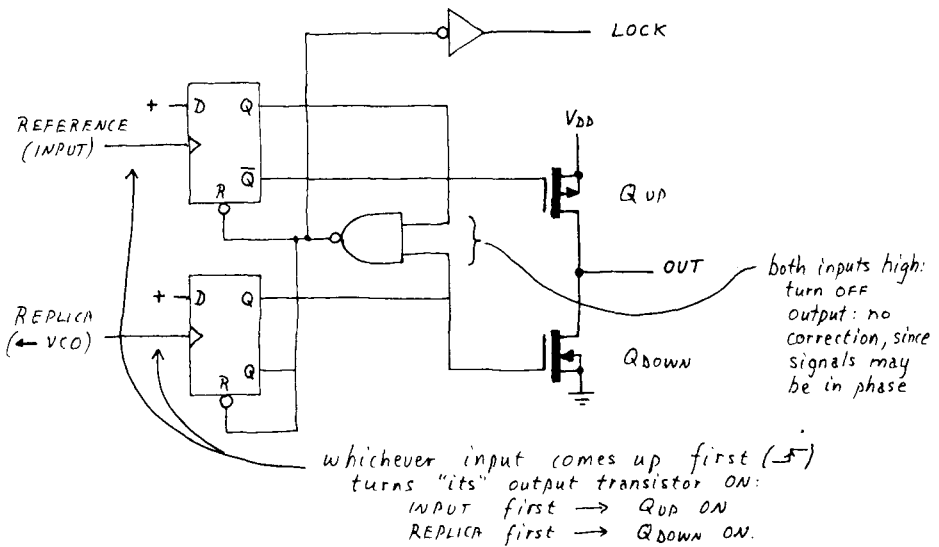 LOCK
+ D Q
REFERENCE
(INPUT)
Q̅
R
VDD
QUP
OUT
both inputs high:
turn OFF
output: no
correction, since
signals may
be in phase
+ D Q
REPLICA
(← VCO)
Q
R
QDOWN
whichever input comes up first (⌐)
turns "its" output transistor ON:
INPUT first → QUP ON
REPLICA first → QDOWN ON.